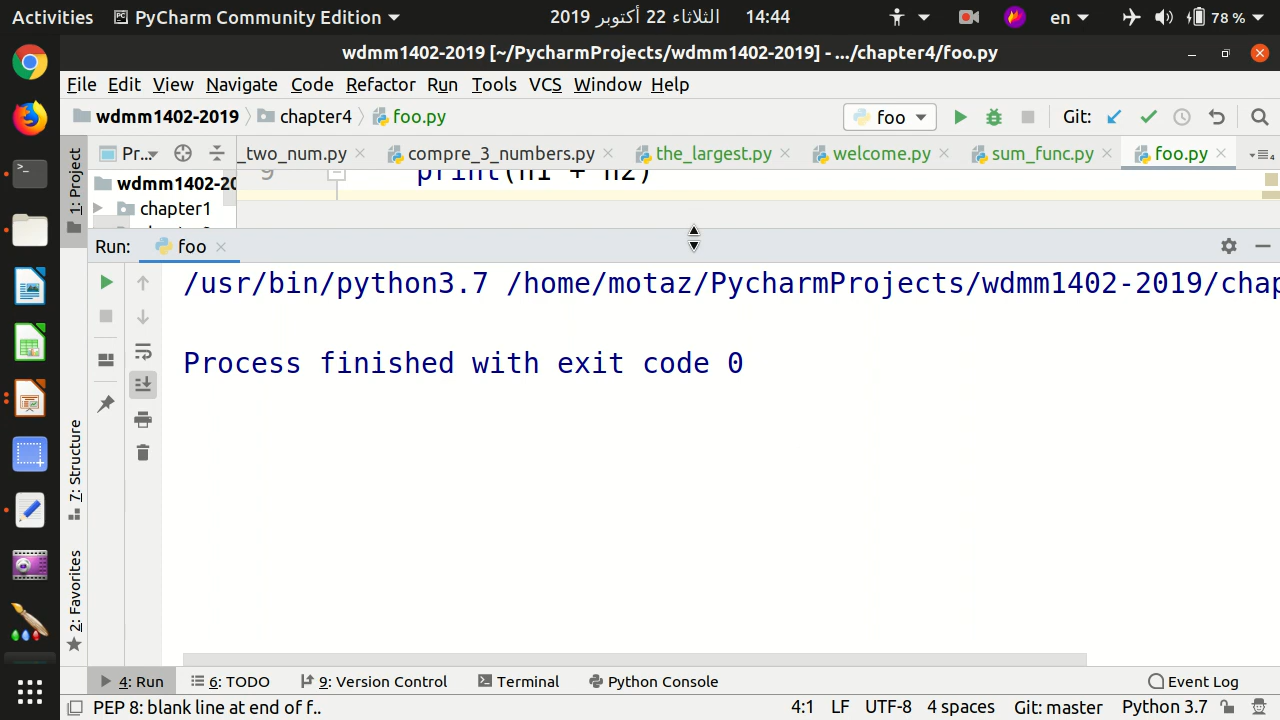 Activities PyCharm Community Edition الثلاثاء 22 أكتوبر 2019 14:44 en 78 %
wdmm1402-2019 [~/PycharmProjects/wdmm1402-2019] - .../chapter4/foo.py
File Edit View Navigate Code Refactor Run Tools VCS Window Help
wdmm1402-2019 chapter4 foo.py foo Git:
1: Project Pr... _two_num.py compre_3_numbers.py the_largest.py welcome.py sum_func.py foo.py
wdmm1402-20 9 print(n1 + n2)
chapter1
Run: foo
/usr/bin/python3.7 /home/motaz/PycharmProjects/wdmm1402-2019/chap
Process finished with exit code 0
7: Structure
2: Favorites
4: Run 6: TODO 9: Version Control Terminal Python Console Event Log
PEP 8: blank line at end of f.. 4:1 LF UTF-8 4 spaces Git: master Python 3.7